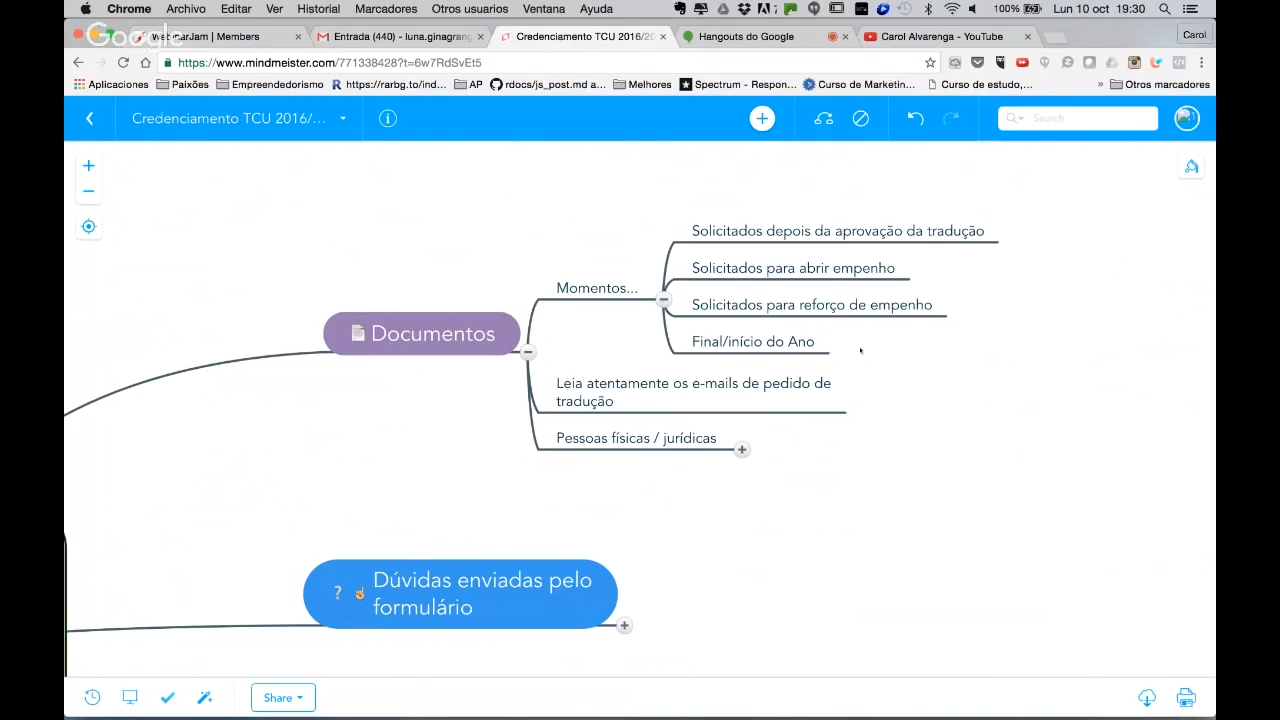 Chrome Archivo Editar Ver Historial Marcadores Otros usuarios Ventana Ayuda
7 100% Lun 10 oct 19:30
Google
WebinarJam | Members
Entrada (440) - luna.ginagran
Credenciamento TCU 2016/20
Hangouts do Google
Carol Alvarenga - YouTube
Carol
https://www.mindmeister.com/771338428?t=6w7RdSvEt5
Aplicaciones Paixões Empreendedorismo https://rarbg.to/ind... AP rdocs/js_post.md a... Melhores Spectrum - Respon... Curso de Marketin... Curso de estudo,... » Otros marcadores
Credenciamento TCU 2016/...
Search
Solicitados depois da aprovação da tradução
Solicitados para abrir empenho
Momentos...
Solicitados para reforço de empenho
Documentos
Final/início do Ano
Leia atentamente os e-mails de pedido de
tradução
Pessoas físicas / jurídicas
? Dúvidas enviadas pelo
formulário
Share